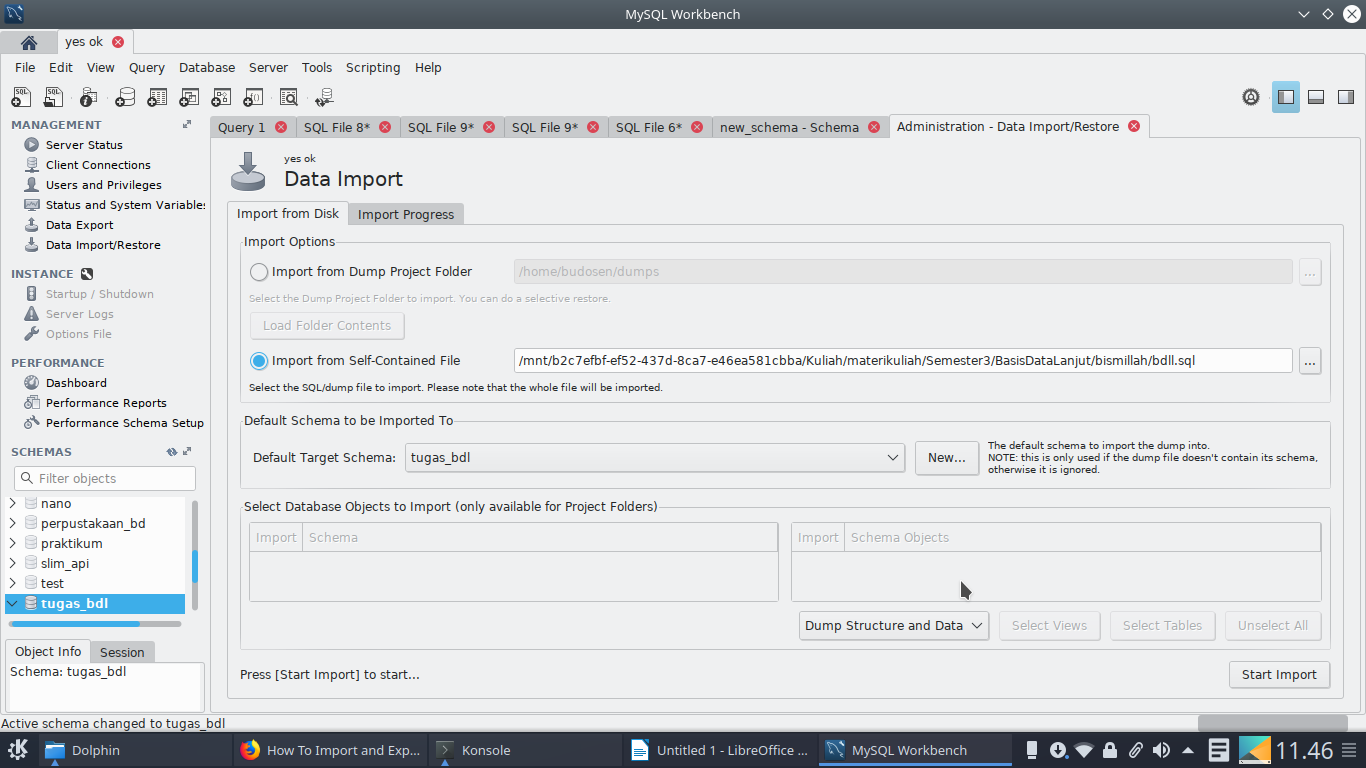 MySQL Workbench
yes ok
File Edit View Query Database Server Tools Scripting Help
MANAGEMENT
Server Status
Client Connections
Users and Privileges
Status and System Variables
Data Export
Data Import/Restore
INSTANCE
Startup / Shutdown
Server Logs
Options File
PERFORMANCE
Dashboard
Performance Reports
Performance Schema Setup
SCHEMAS
Filter objects
nano
perpustakaan_bd
praktikum
slim_api
test
tugas_bdl
Object Info Session
Schema: tugas_bdl
Query 1 SQL File 8* SQL File 9* SQL File 9* SQL File 6* new_schema - Schema Administration - Data Import/Restore
yes ok
Data Import
Import from Disk Import Progress
Import Options
Import from Dump Project Folder /home/budosen/dumps ...
Select the Dump Project Folder to import. You can do a selective restore.
Load Folder Contents
Import from Self-Contained File /mnt/b2c7efbf-ef52-437d-8ca7-e46ea581cbba/Kuliah/materikuliah/Semester3/BasisDataLanjut/bismillah/bdll.sql ...
Select the SQL/dump file to import. Please note that the whole file will be imported.
Default Schema to be Imported To
Default Target Schema: tugas_bdl New...
The default schema to import the dump into.
NOTE: this is only used if the dump file doesn't contain its schema,
otherwise it is ignored.
Select Database Objects to Import (only available for Project Folders)
Import Schema Import Schema Objects
Dump Structure and Data Select Views Select Tables Unselect All
Press [Start Import] to start... Start Import
Active schema changed to tugas_bdl
Dolphin How To Import and Exp... Konsole Untitled 1 - LibreOffice ... MySQL Workbench 11.46